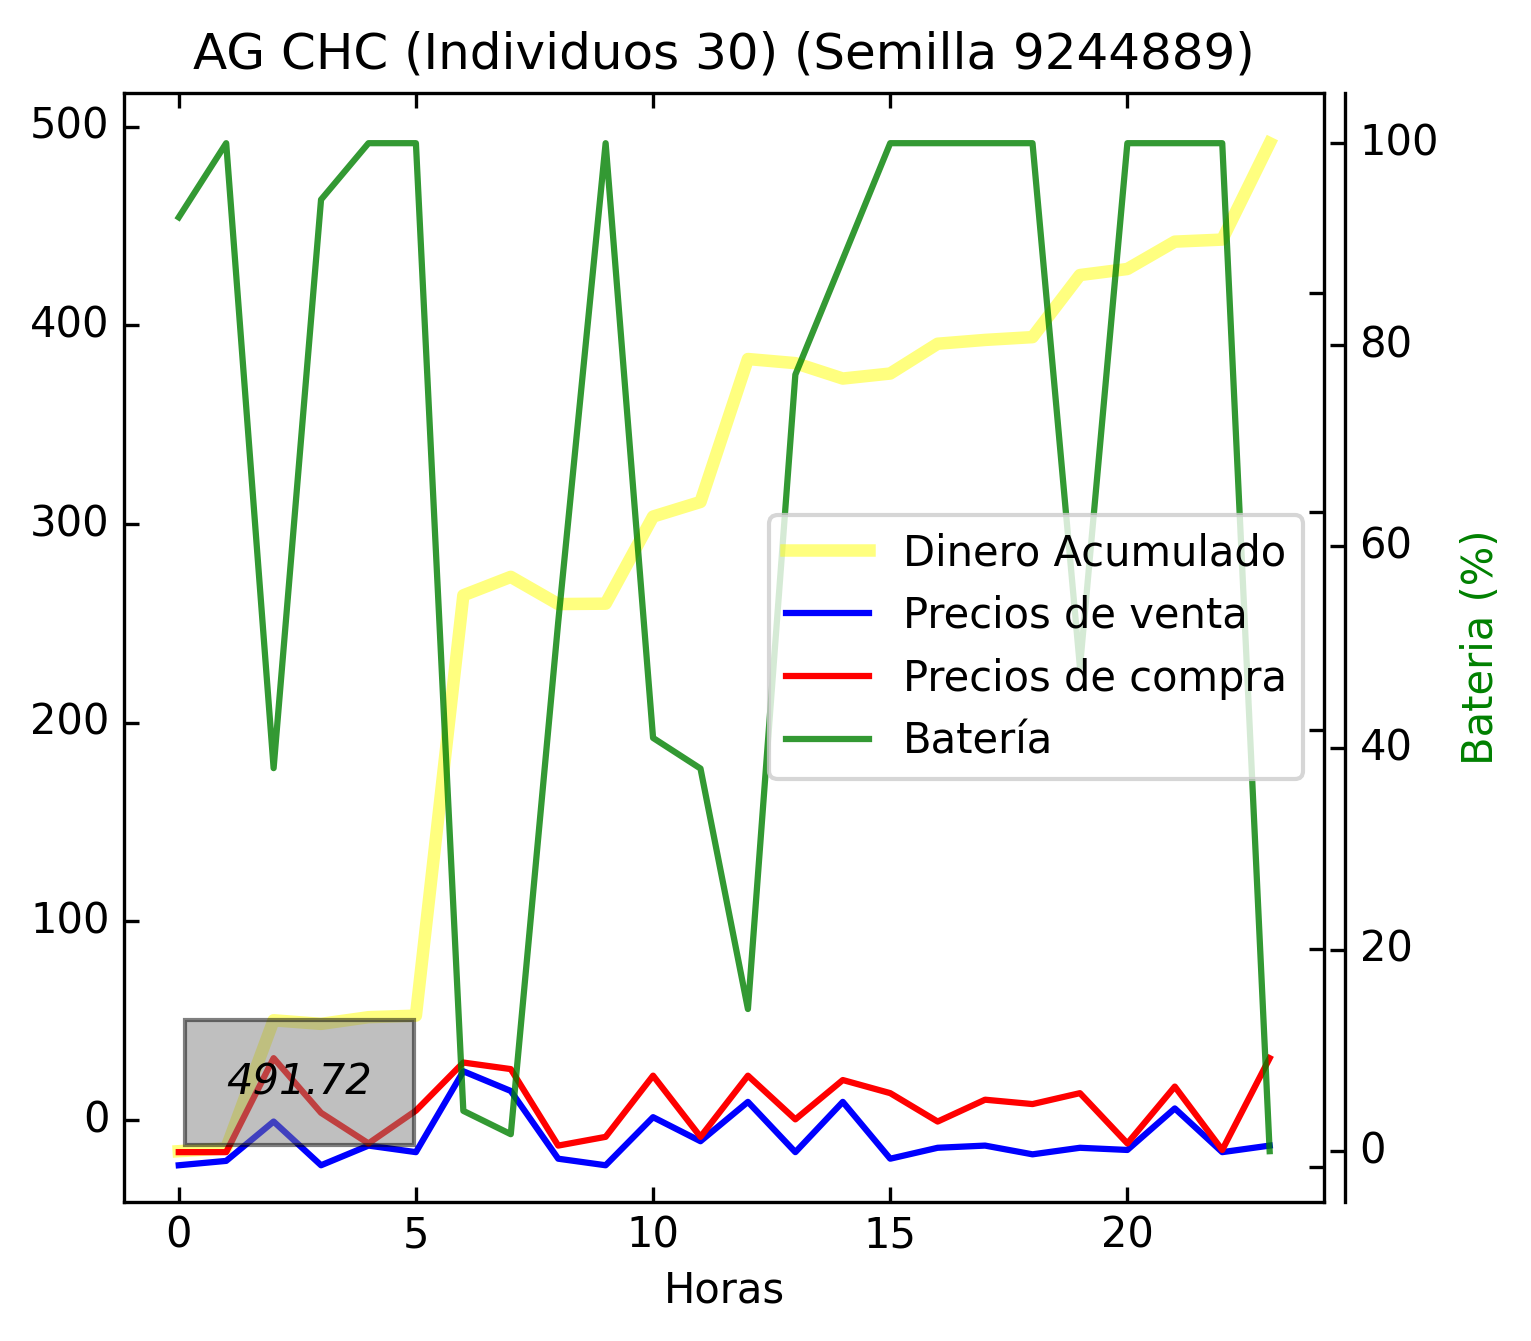 AG CHC (Individuos 30) (Semilla 9244889)
500
400
300
200
100
0
100
80
60
40
20
0
Bateria (%)
Dinero Acumulado
Precios de venta
Precios de compra
Batería
491.72
0 5 10 15 20
Horas